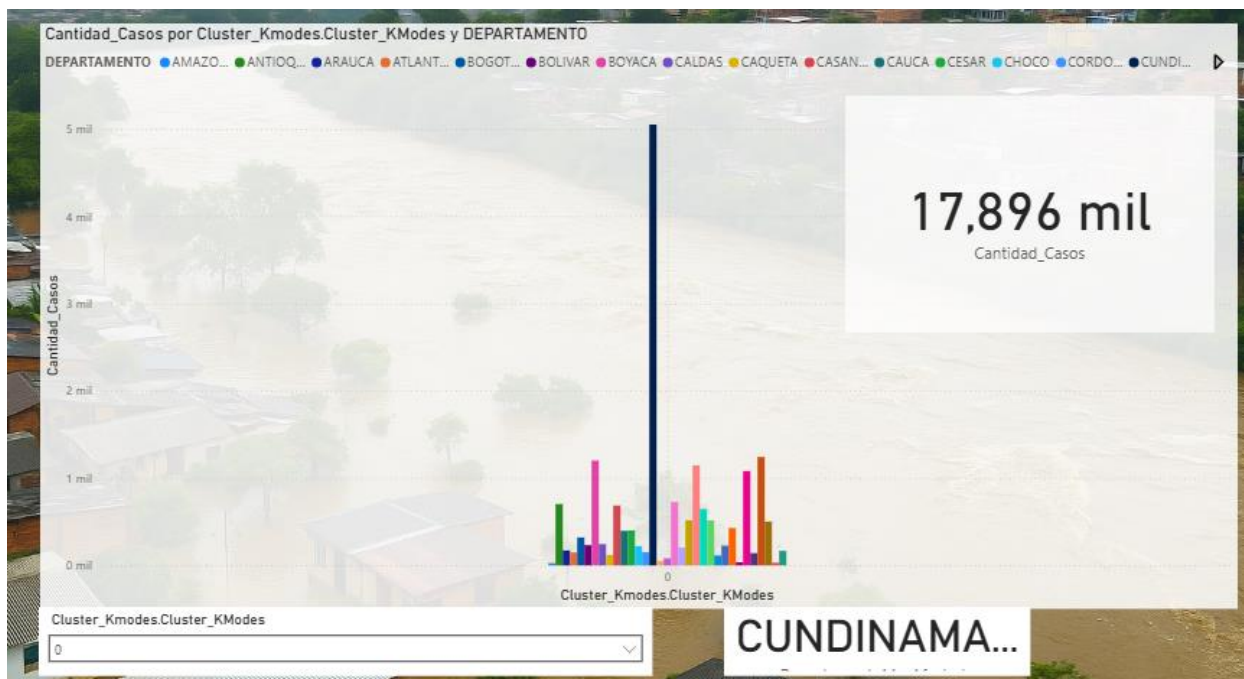 Cantidad_Casos por Cluster_Kmodes.Cluster_KModes y DEPARTAMENTO
DEPARTAMENTO AMAZO... ANTIOQ... ARAUCA ATLANT... BOGOT... BOLIVAR BOYACA CALDAS CAQUETA CASAN... CAUCA CESAR CHOCO CORDO... CUNDI...
5 mil
4 mil
3 mil
2 mil
1 mil
0 mil
Cantidad_Casos
0
Cluster_Kmodes.Cluster_KModes
17,896 mil
Cantidad_Casos
Cluster_Kmodes.Cluster_KModes
0
CUNDINAMA...